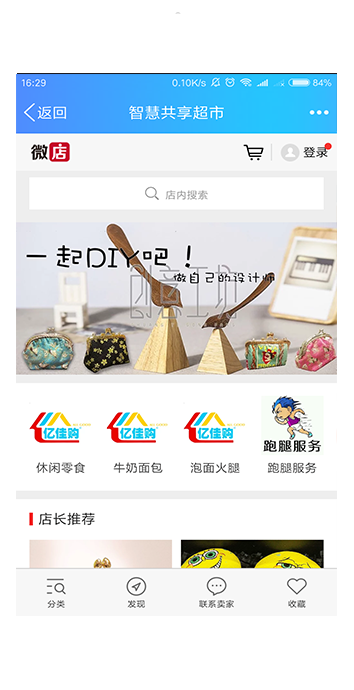 16:29 0.10K/s 84%
返回 智慧共享超市
微店 登录
店内搜索
一起DIY吧！
做自己的设计师
创意工坊
亿佳购 亿佳购 亿佳购 跑腿服务
休闲零食 牛奶面包 泡面火腿 跑腿服务
店长推荐
分类 发现 联系卖家 收藏